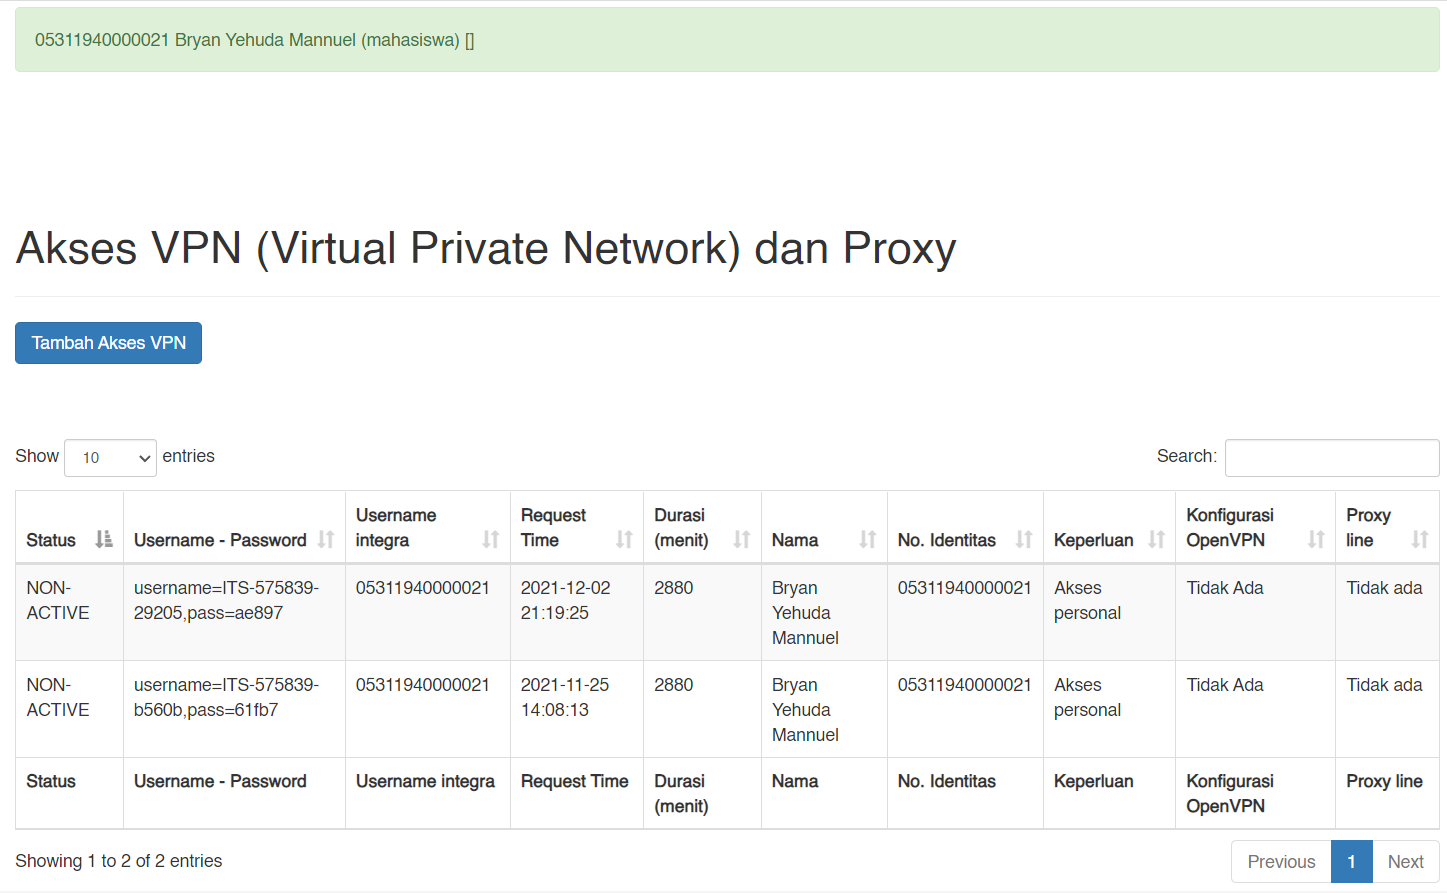 05311940000021 Bryan Yehuda Mannuel (mahasiswa) []
Akses VPN (Virtual Private Network) dan Proxy
Tambah Akses VPN
Show 10 entries
Search:
Status
Username - Password
Username
integra
Request
Time
Durasi
(menit)
Nama
No. Identitas
Keperluan
Konfigurasi
OpenVPN
Proxy
line
NON-
ACTIVE
username=ITS-575839-
29205,pass=ae897
05311940000021
2021-12-02
21:19:25
2880
Bryan
Yehuda
Mannuel
05311940000021
Akses
personal
Tidak Ada
Tidak ada
NON-
ACTIVE
username=ITS-575839-
b560b,pass=61fb7
05311940000021
2021-11-25
14:08:13
2880
Bryan
Yehuda
Mannuel
05311940000021
Akses
personal
Tidak Ada
Tidak ada
Status
Username - Password
Username integra
Request Time
Durasi
(menit)
Nama
No. Identitas
Keperluan
Konfigurasi
OpenVPN
Proxy line
Showing 1 to 2 of 2 entries
Previous 1 Next